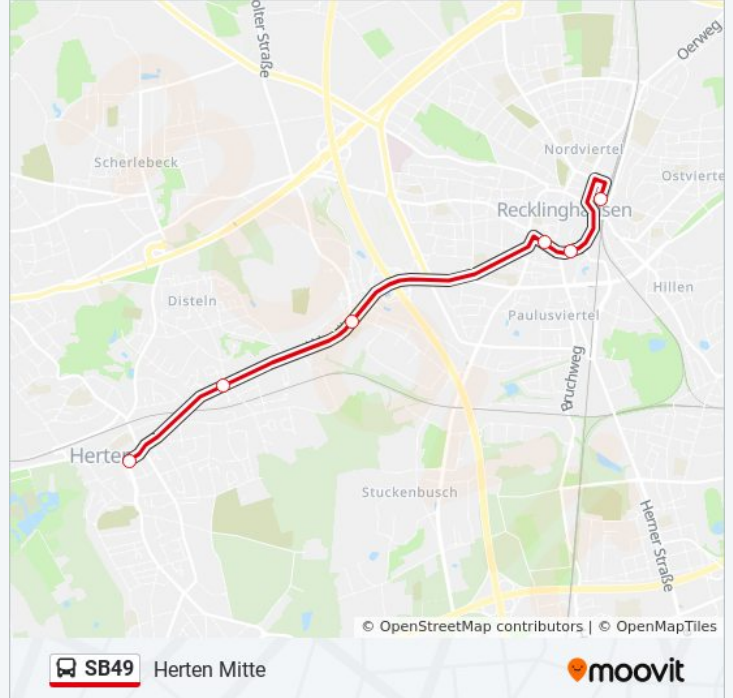 olter Straße
Oerweg
Nordviertel
Scherlebeck
Ostvierte
Recklinghausen
Disteln
Hillen
Paulusviertel
Bruchweg
Herten
Stuckenbusch
Herner Straße
© OpenStreetMap contributors | © OpenMapTiles
SB49 Herten Mitte
moovit